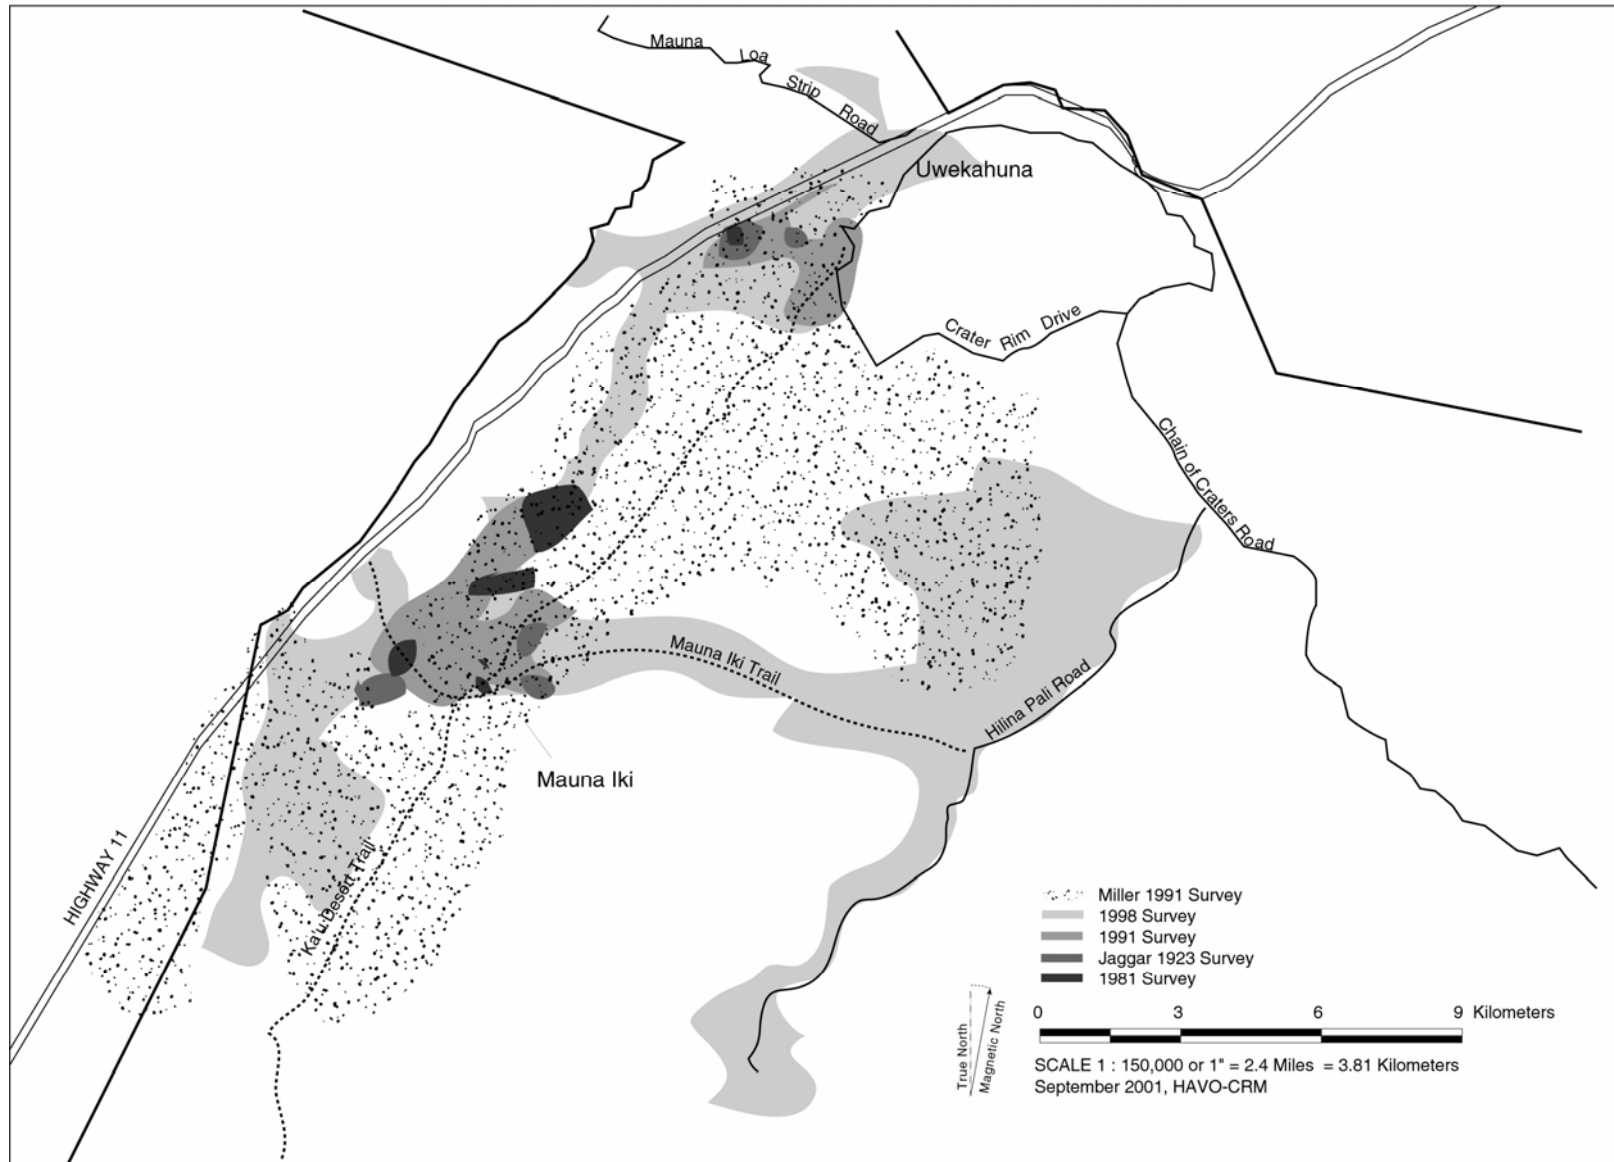 Mauna Loa Strip Road
Uwekahuna
Crater Rim Drive
Chain of Craters Road
Mauna Iki Trail
Hilina Pali Road
Mauna Iki
HIGHWAY 11
Ka'u Desert Trail
Miller 1991 Survey
1998 Survey
1991 Survey
Jaggar 1923 Survey
1981 Survey
True North
Magnetic North
0 3 6 9 Kilometers
SCALE 1 : 150,000 or 1" = 2.4 Miles = 3.81 Kilometers
September 2001, HAVO-CRM